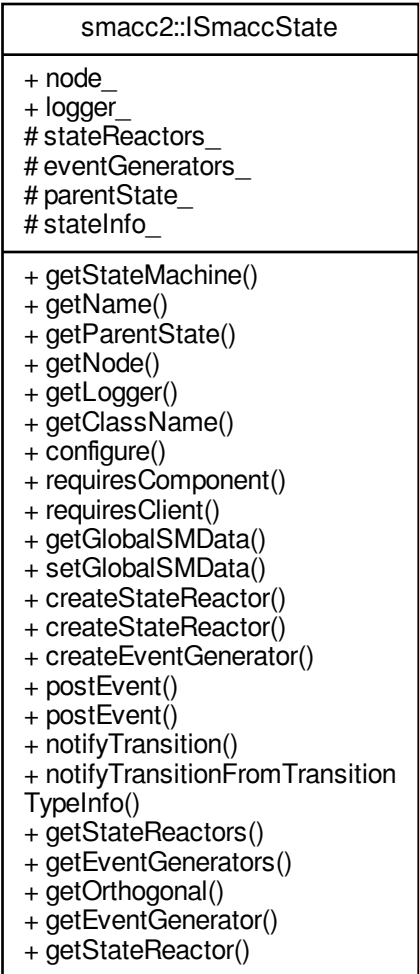 smacc2::ISmaccState
+ node_
+ logger_
# stateReactors_
# eventGenerators_
# parentState_
# stateInfo_
+ getStateMachine()
+ getName()
+ getParentState()
+ getNode()
+ getLogger()
+ getClassName()
+ configure()
+ requiresComponent()
+ requiresClient()
+ getGlobalSMData()
+ setGlobalSMData()
+ createStateReactor()
+ createStateReactor()
+ createEventGenerator()
+ postEvent()
+ postEvent()
+ notifyTransition()
+ notifyTransitionFromTransition
TypeInfo()
+ getStateReactors()
+ getEventGenerators()
+ getOrthogonal()
+ getEventGenerator()
+ getStateReactor()